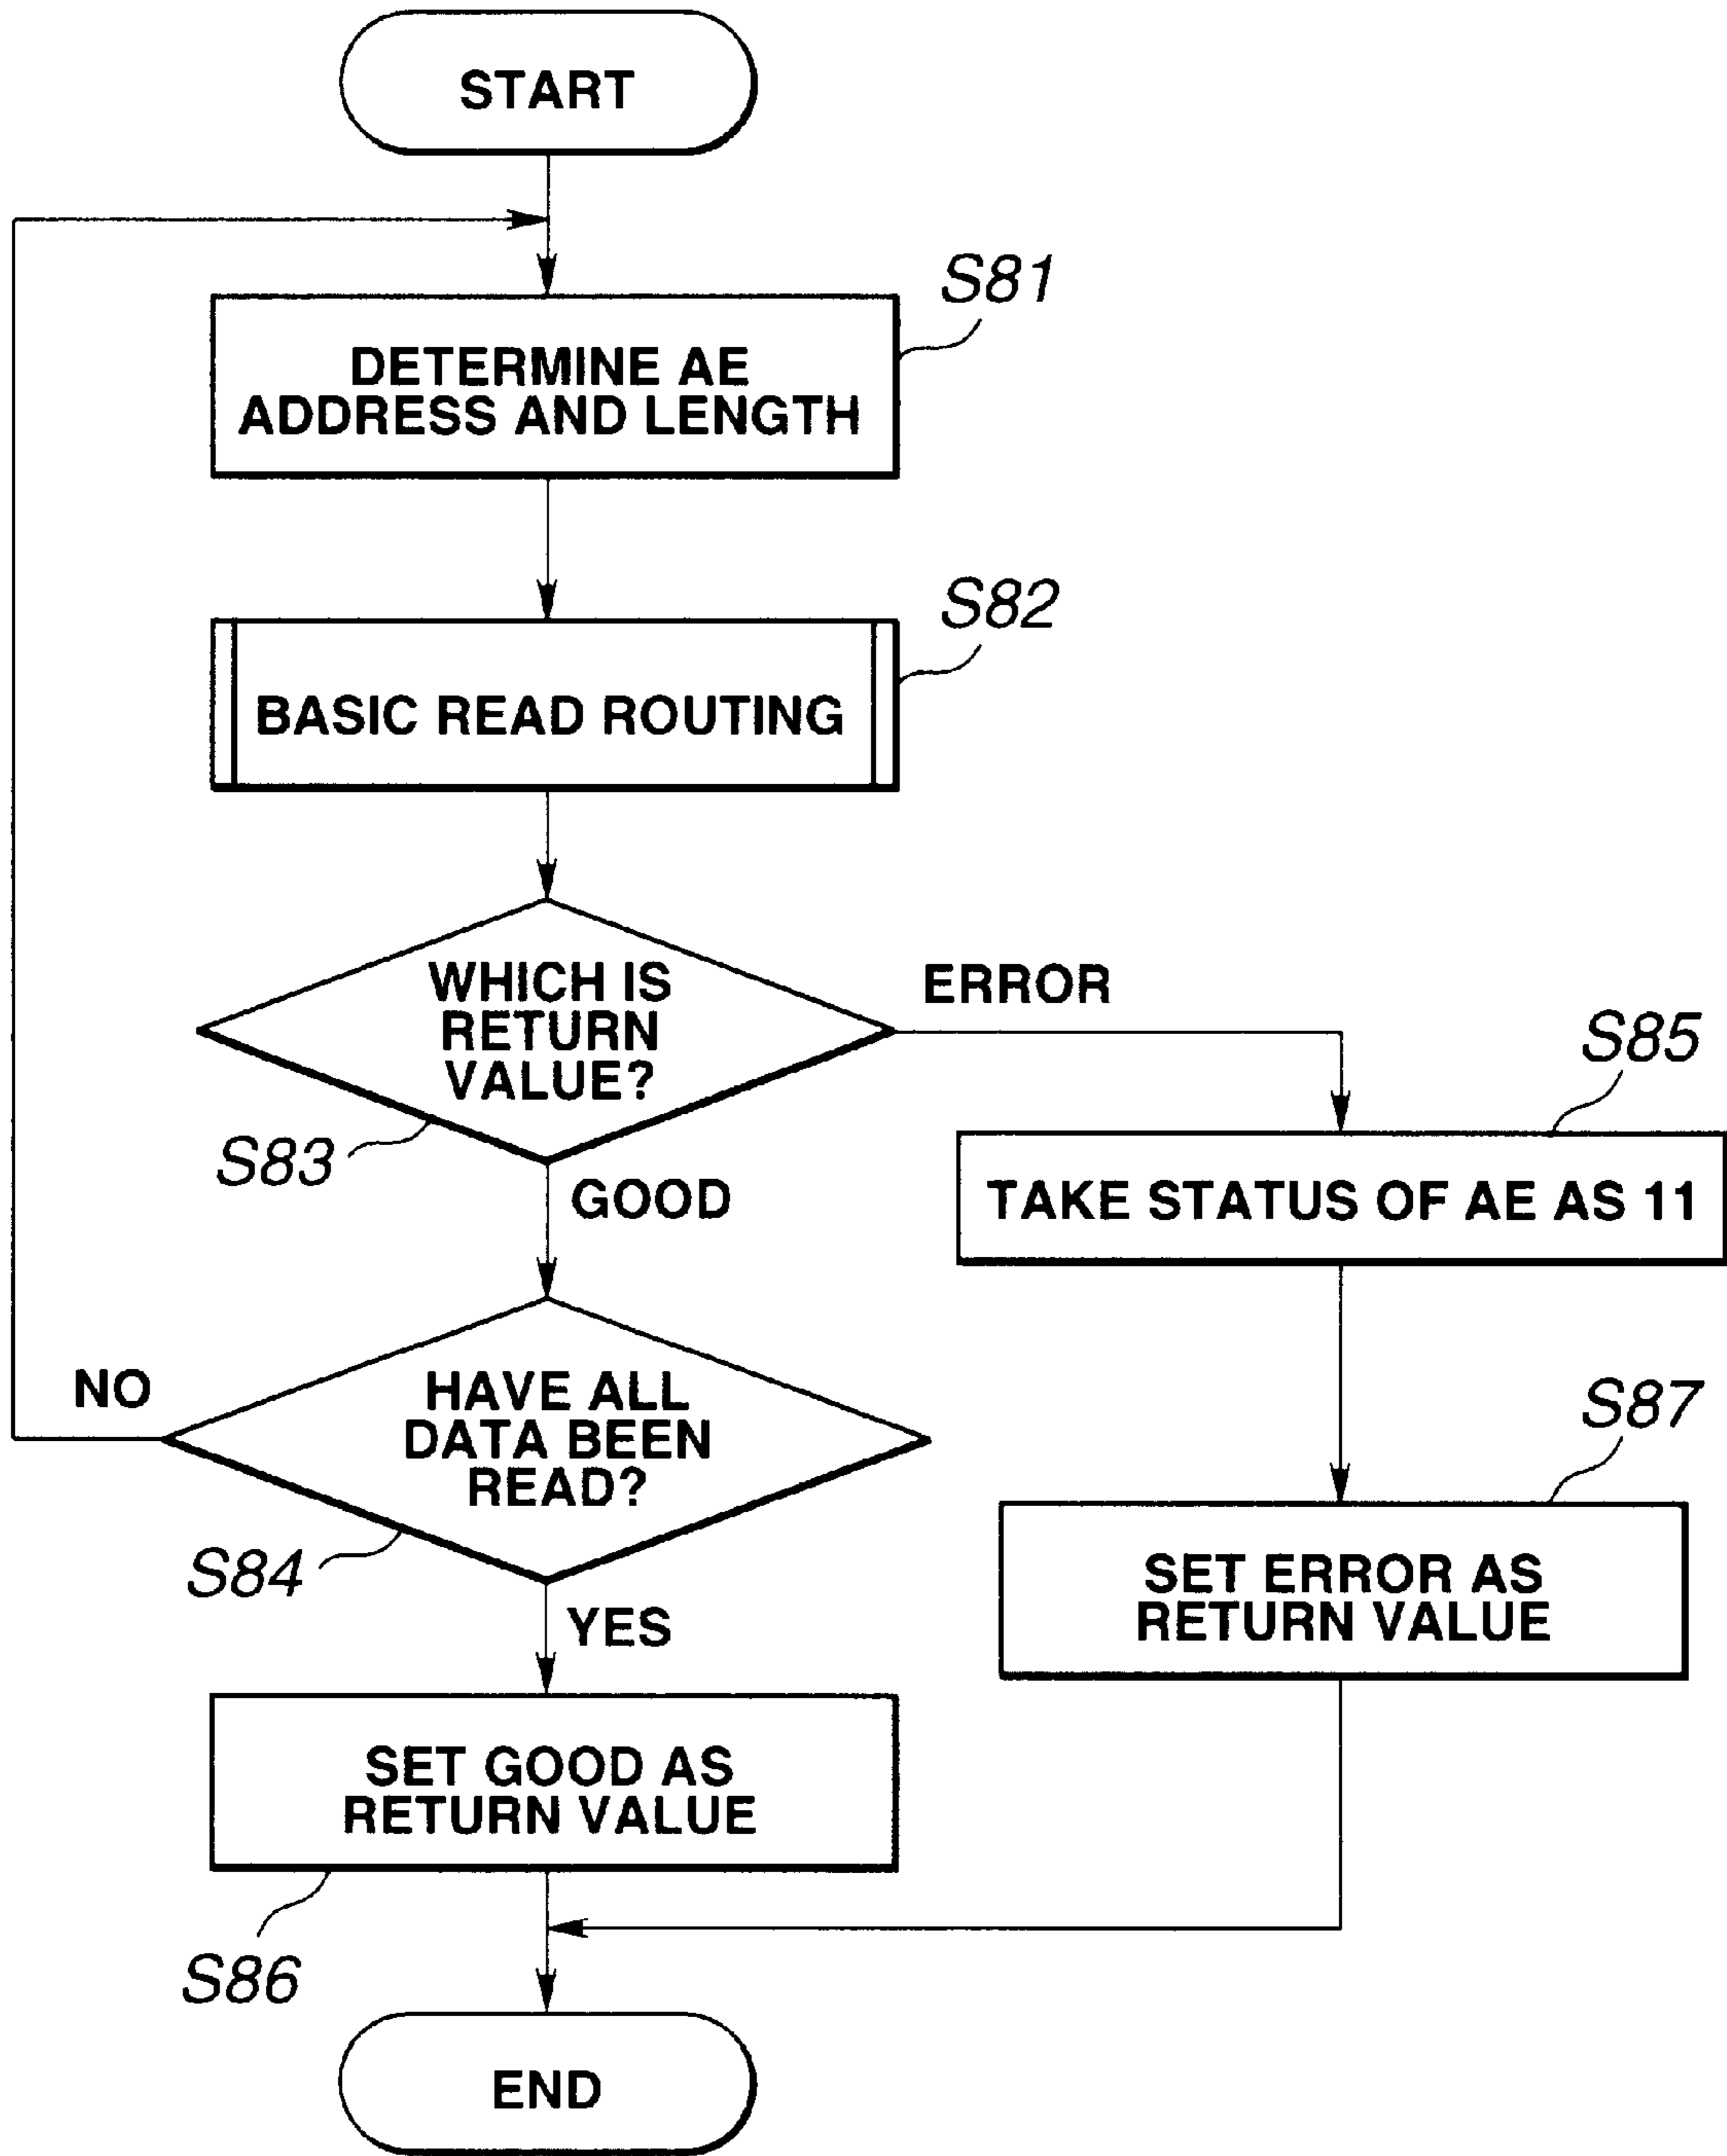 START
S81
DETERMINE AE
ADDRESS AND LENGTH
S82
BASIC READ ROUTING
WHICH IS
RETURN
VALUE?
ERROR
S83
GOOD
S85
TAKE STATUS OF AE AS 11
NO
HAVE ALL
DATA BEEN
READ?
S84
YES
S87
SET ERROR AS
RETURN VALUE
SET GOOD AS
RETURN VALUE
S86
END